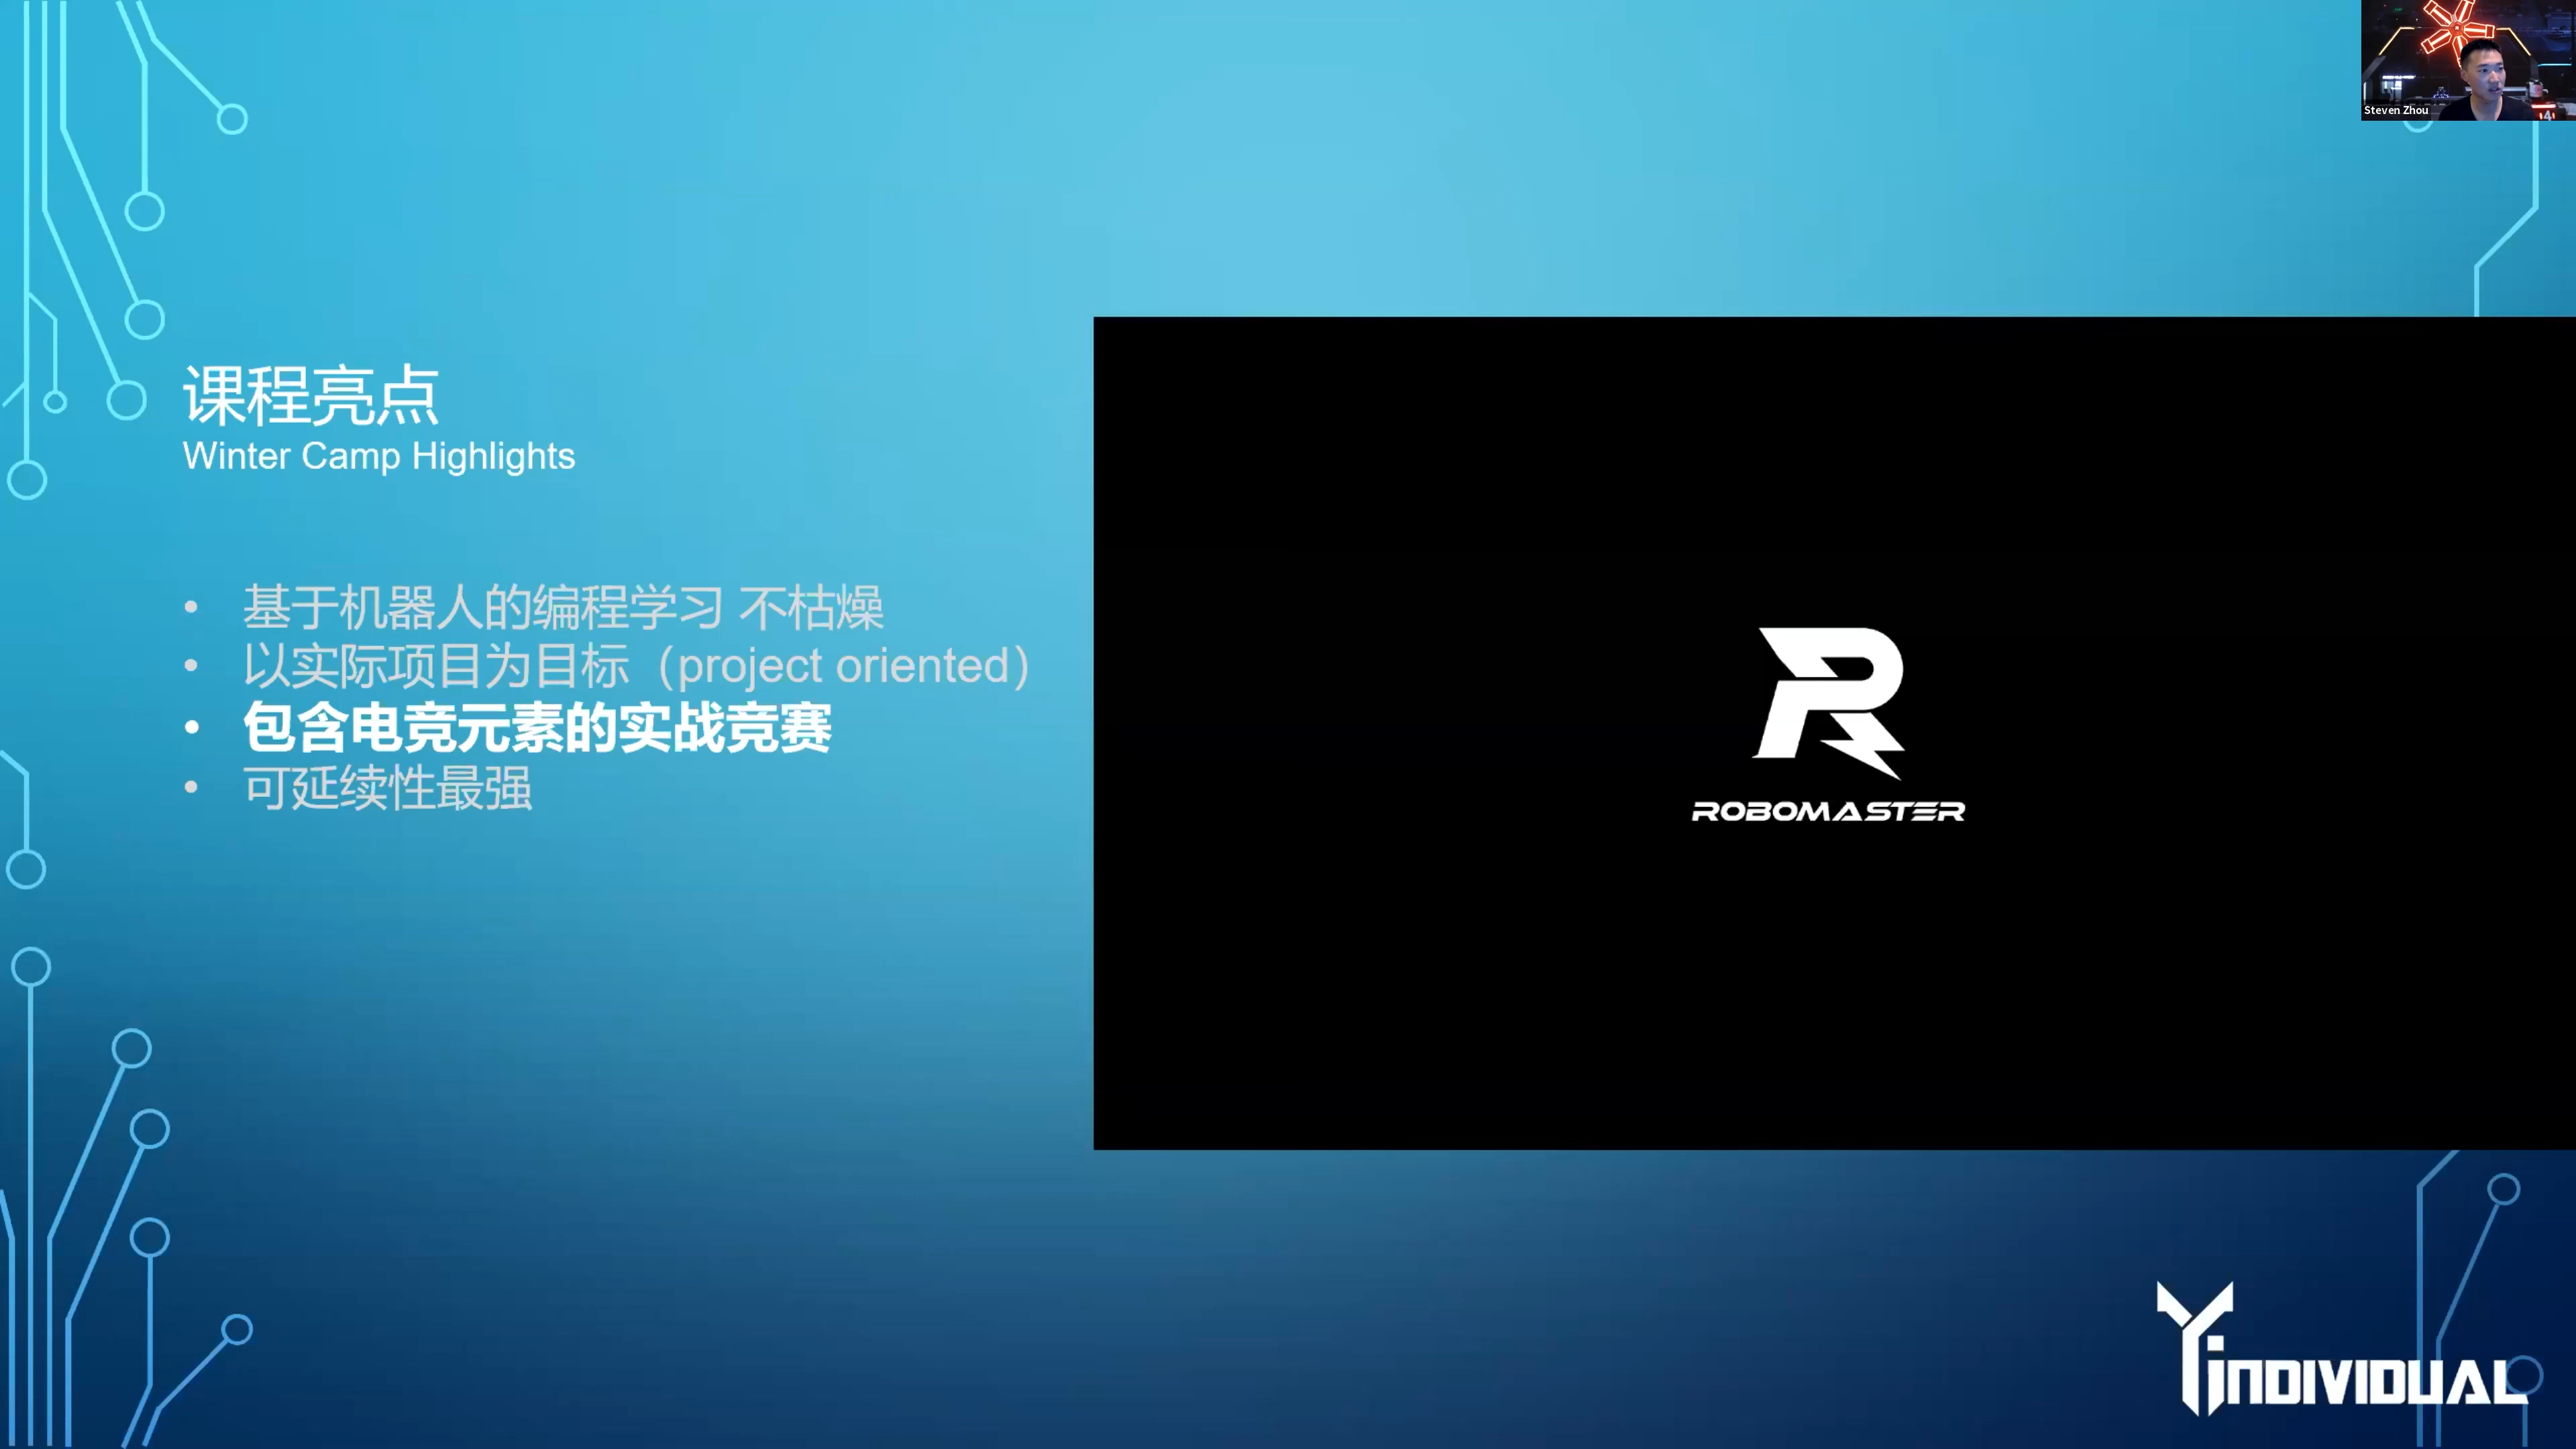 Steven Zhou
课程亮点
Winter Camp Highlights
• 基于机器人的编程学习 不枯燥
• 以实际项目为目标（project oriented）
• 包含电竞元素的实战竞赛
• 可延续性最强
ROBOMASTER
YiNDIVIDUAL